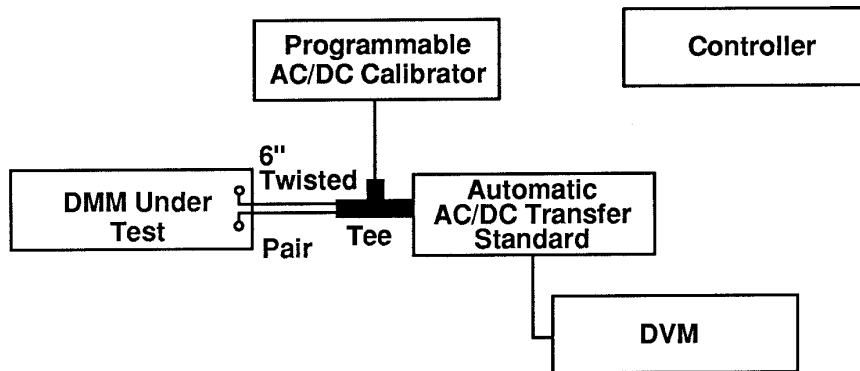 Programmable
AC/DC Calibrator
Controller
6"
Twisted
Pair
DMM Under
Test
Tee
Automatic
AC/DC Transfer
Standard
DVM